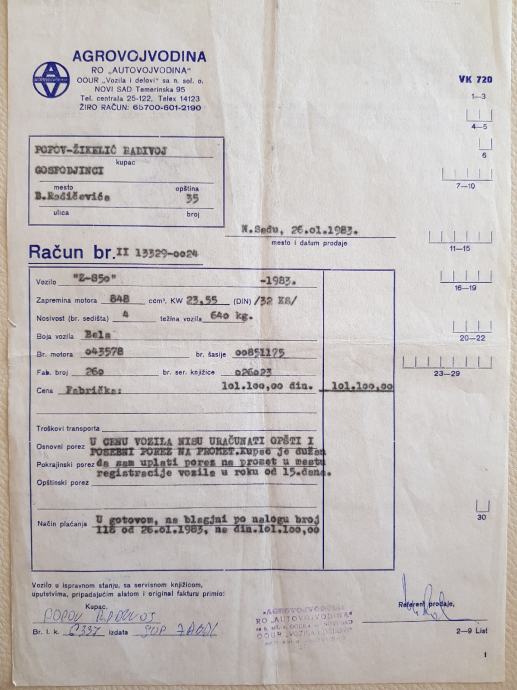 AGROVOJVODINA
RO „AUTOVOJVODINA"
OOUR „Vozila i delovi" sa n. sol. o.
NOVI SAD Temerinska 95
Tel. centrala 25-122, Telex 14123
ŽIRO RAČUN: 65700-601-2190
VK 720
1—3
4—5
6
7—10
11—15
16—19
20—22
23—29
30
POPOV-ŽIKELIĆ RADIVOJ
kupac
GOSPODJINCI
mesto opština
B.Radičevića 35
ulica broj
N.Sadu, 26.01.1983.
mesto i datum prodaje
Račun br. II 13329-0024
Vozilo "Z-850" -1983.
Zapremina motora 848 ccm³, KW 23,55 (DIN) /32 KS/
Nosivost (br. sedišta) 4 težina vozila 640 kg.
Boja vozila Bela
Br. motora 043578 br. šasije 00851175
Fab. broj 260 br. ser. knjižice 026023
Cena Fabrička: 101.100,00 din. 101.100,00
Troškovi transporta
Osnovni porez U CENU VOZILA NISU URAČUNATI OPŠTI I
POSEBNI POREZ NA PROMET.Kupac je dužan
Pokrajinski porez da sam uplati porez na promet u mestu
registracije vozila u roku od 15.dana.
Opštinski porez
Način plaćanja U gotovom, na blagjni po nalogu broj
118 od 26.01.1983, na din.101.100,00
Vozilo u ispravnom stanju, sa servisnom knjižicom,
uputstvima, pripadajućim alatom i original fakturu primio:
Kupac,
POPOV
Br. l. k. 6337 izdata SUP
AGROVOJVODINA
RO „AUTOVOJVODINA"
OOUR „VOZILA I DELOVI"
Referent prodaje,
2—9 List
1